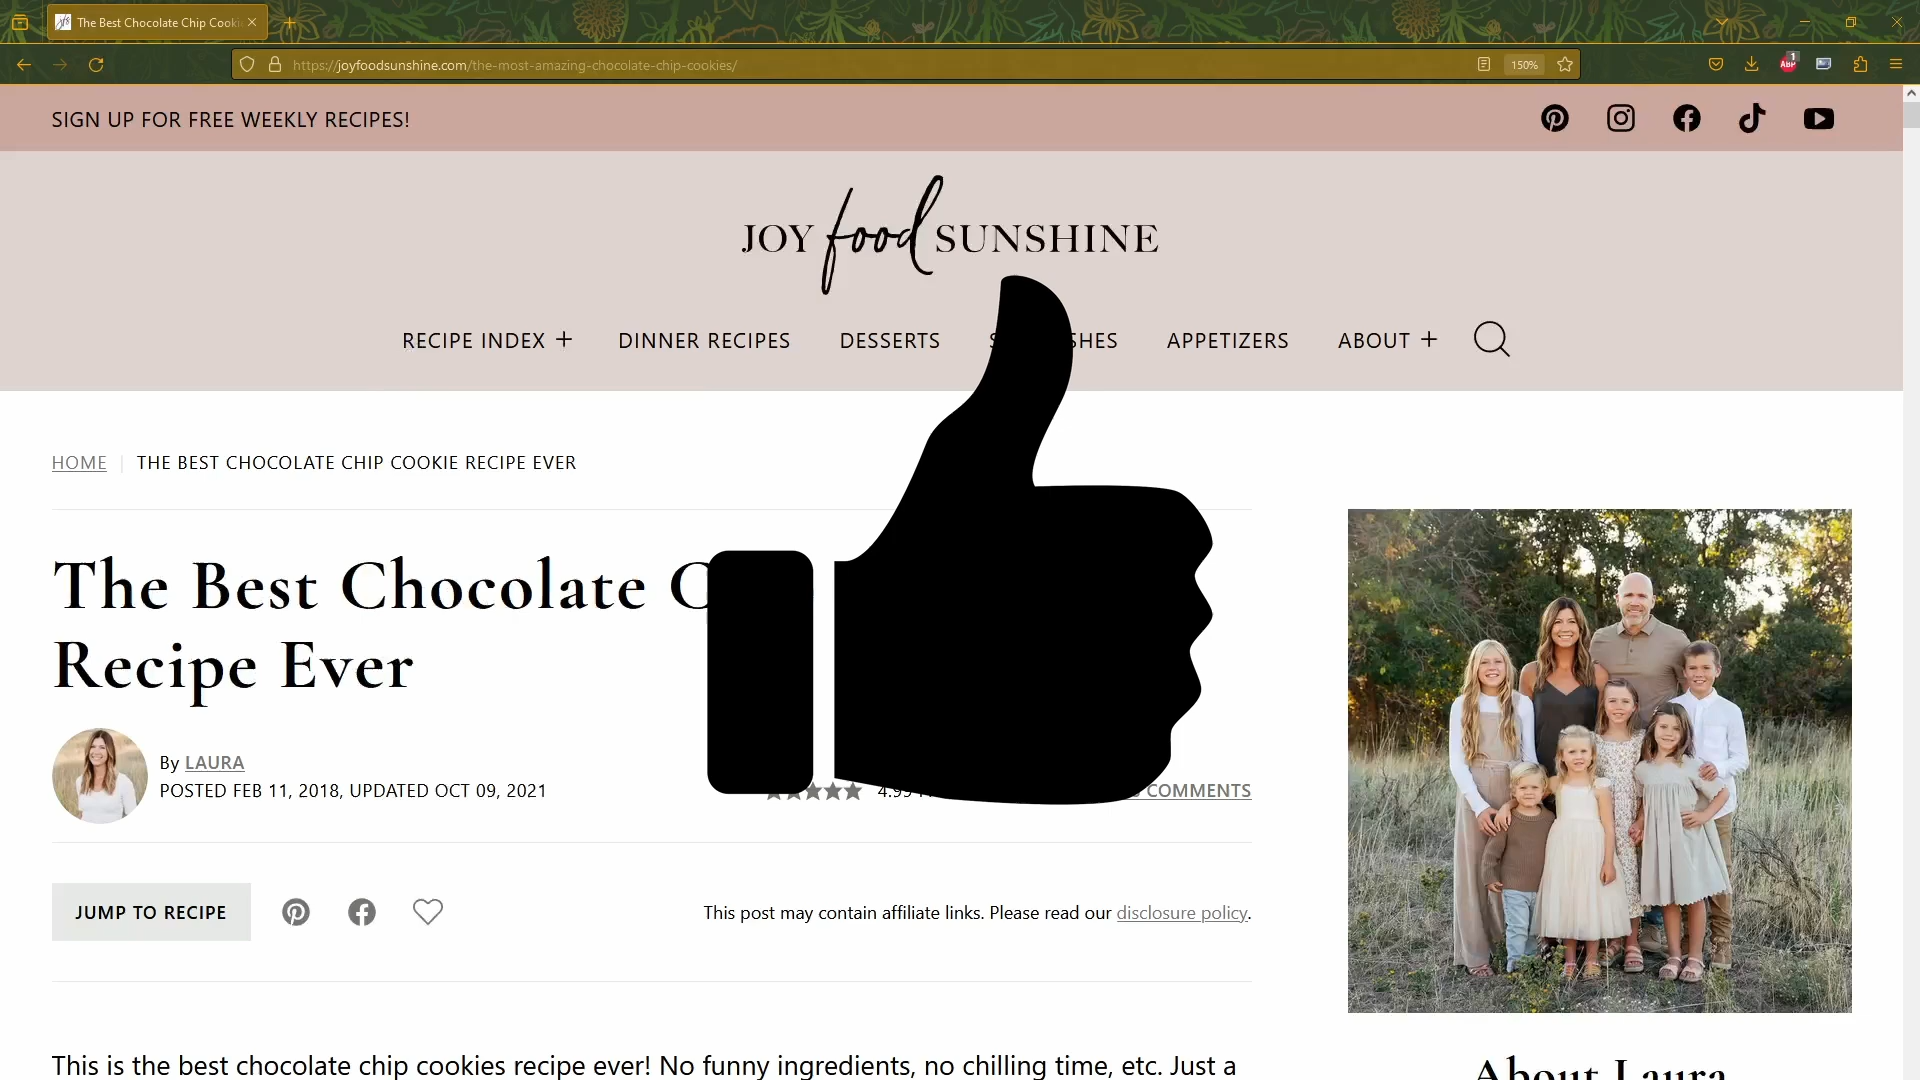 The Best Chocolate Chip Cooki
https://joyfoodsunshine.com/the-most-amazing-chocolate-chip-cookies/
150%
ABP
1
SIGN UP FOR FREE WEEKLY RECIPES!
JOY food SUNSHINE
RECIPE INDEX + DINNER RECIPES DESSERTS APPETIZERS ABOUT +
HOME | THE BEST CHOCOLATE CHIP COOKIE RECIPE EVER
The Best Chocolate
Recipe Ever
By LAURA
POSTED FEB 11, 2018, UPDATED OCT 09, 2021
COMMENTS
JUMP TO RECIPE
This post may contain affiliate links. Please read our disclosure policy.
This is the best chocolate chip cookies recipe ever! No funny ingredients, no chilling time, etc. Just a
About Laura